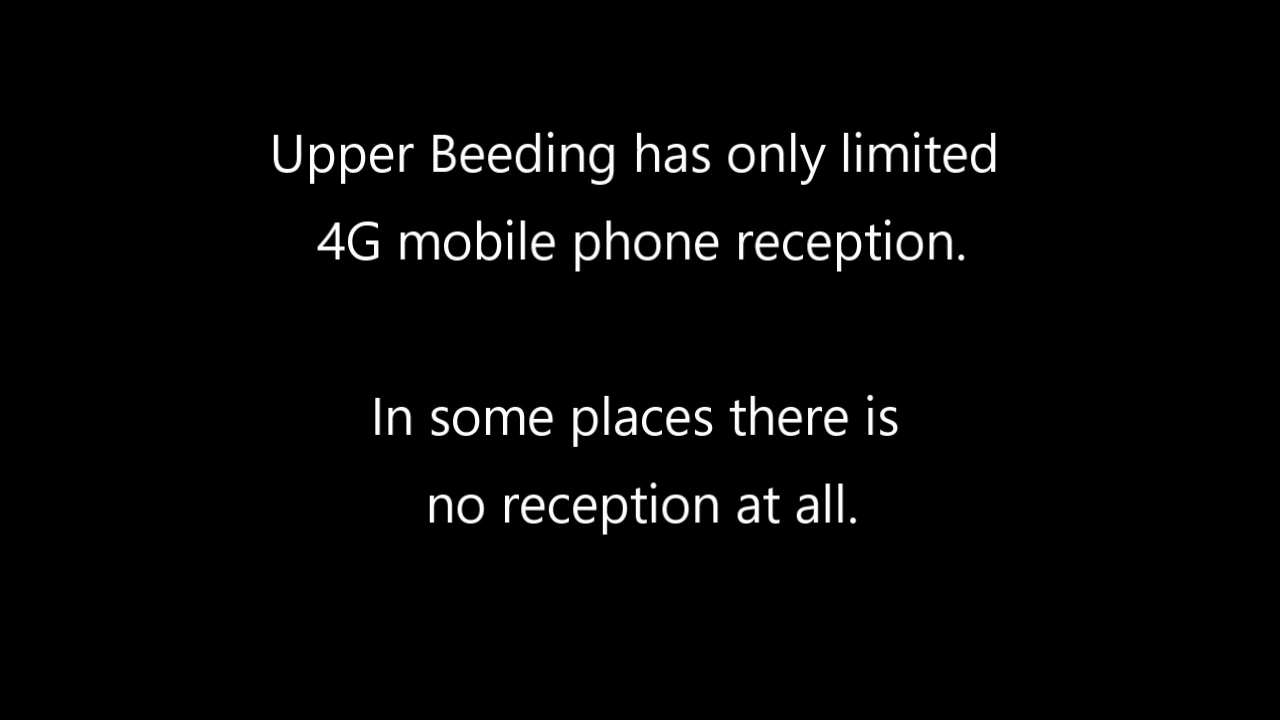 Upper Beeding has only limited
4G mobile phone reception.
In some places there is
no reception at all.